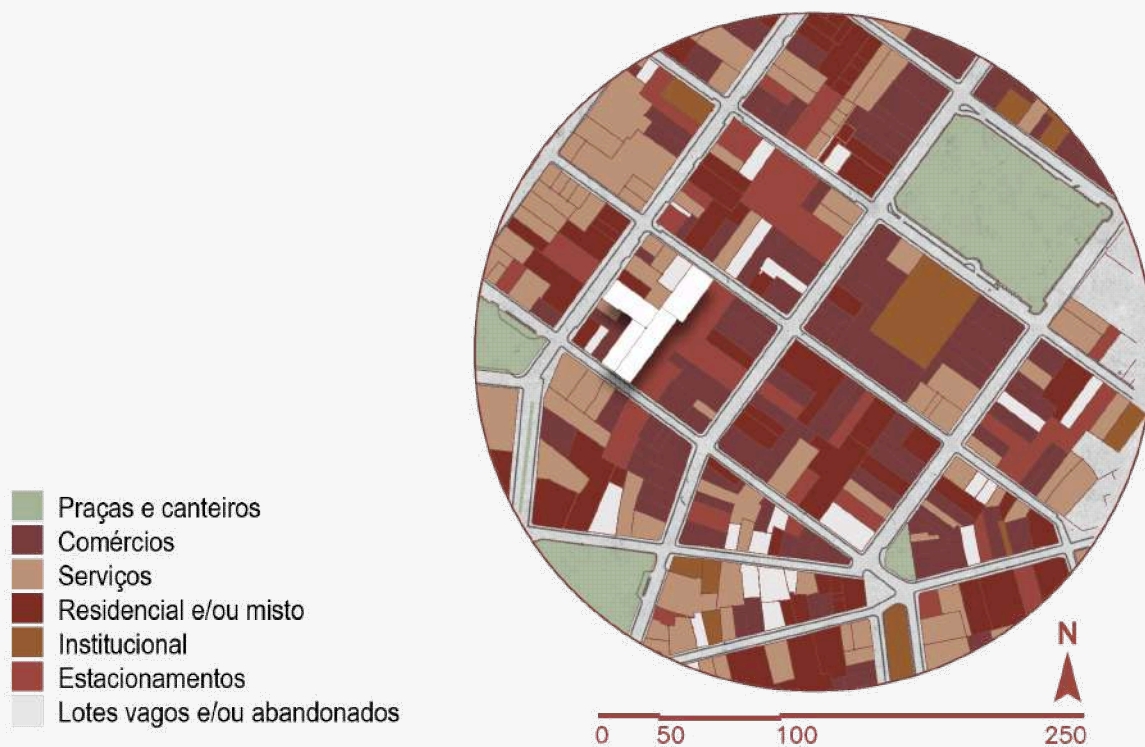 Praças e canteiros
Comércios
Serviços
Residencial e/ou misto
Institucional
Estacionamentos
Lotes vagos e/ou abandonados
N
0 50 100 250